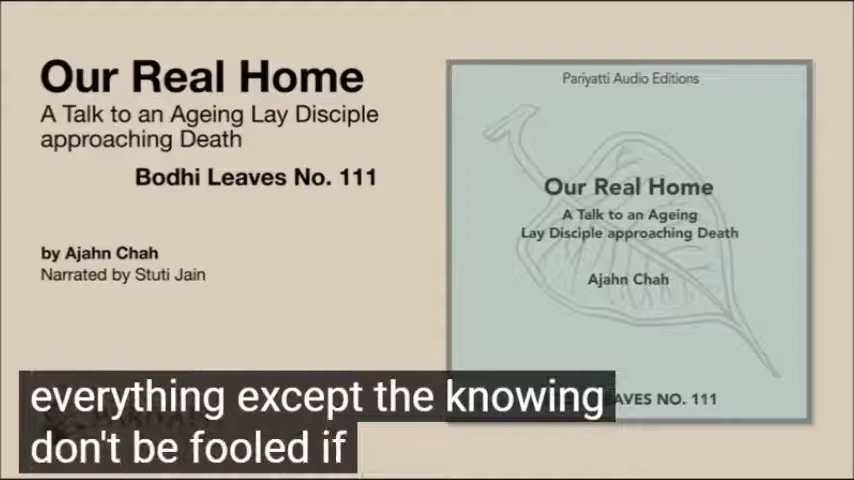 Our Real Home
A Talk to an Ageing Lay Disciple
approaching Death
Bodhi Leaves No. 111
by Ajahn Chah
Narrated by Stuti Jain
Pariyatti Audio Editions
Our Real Home
A Talk to an Ageing
Lay Disciple approaching Death
Ajahn Chah
AVES NO. 111
everything except the knowing
don't be fooled if